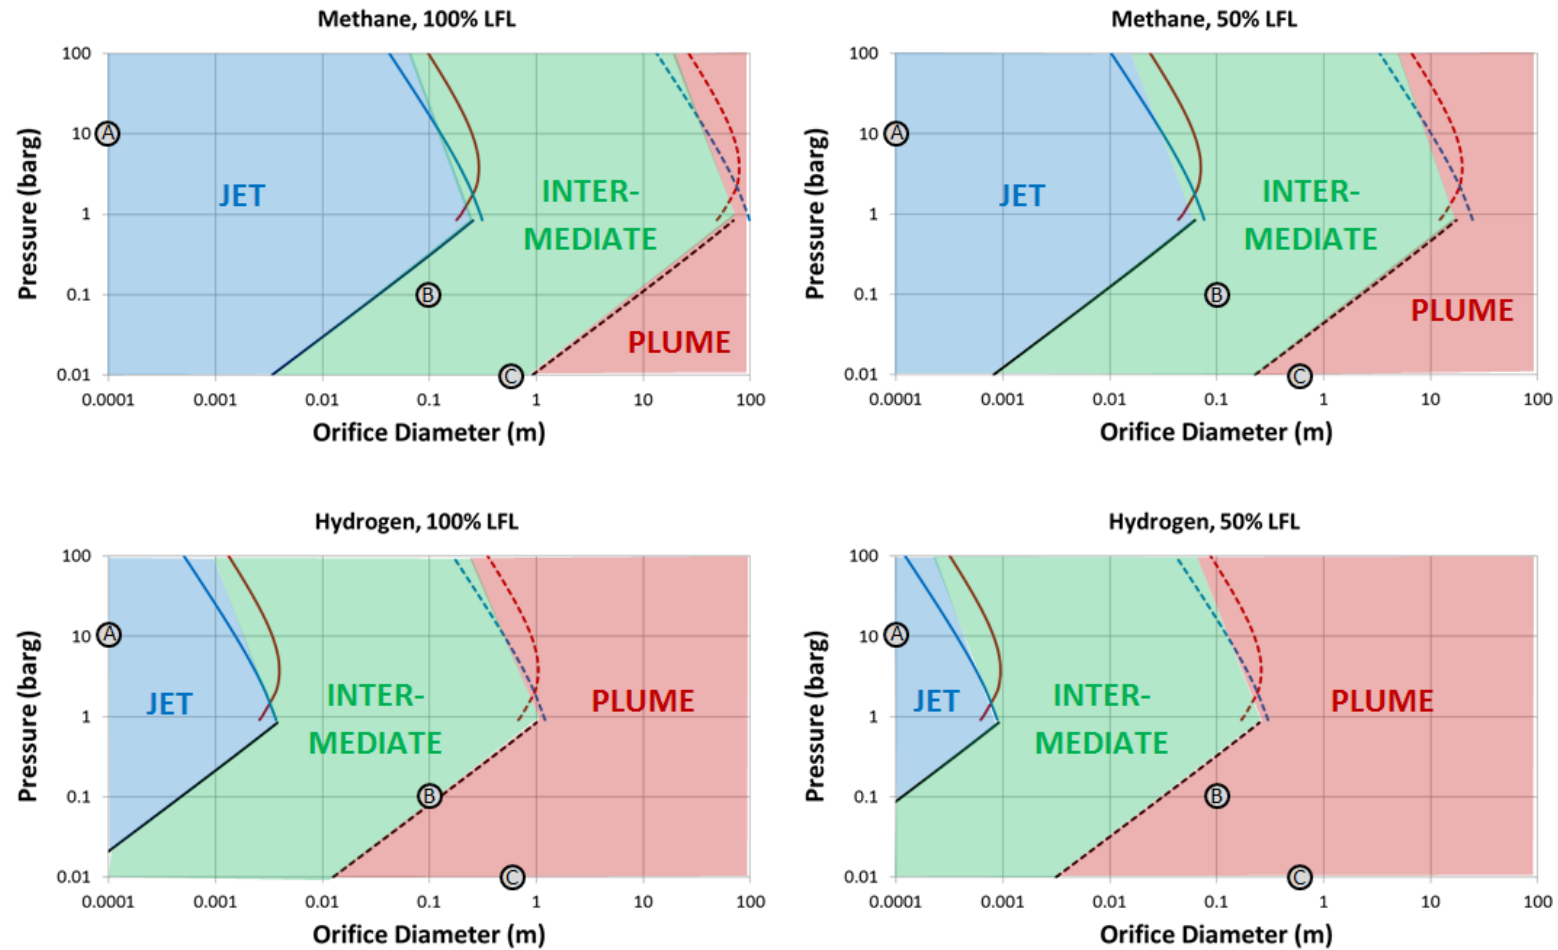 Methane, 100% LFL
100
10
1
0.1
0.01
Pressure (barg)
A
JET
INTER-
MEDIATE
B
PLUME
C
0.0001 0.001 0.01 0.1 1 10 100
Orifice Diameter (m)
Methane, 50% LFL
100
10
1
0.1
0.01
Pressure (barg)
A
JET
INTER-
MEDIATE
B
PLUME
C
0.0001 0.001 0.01 0.1 1 10 100
Orifice Diameter (m)
Hydrogen, 100% LFL
100
10
1
0.1
0.01
Pressure (barg)
A
JET
INTER-
MEDIATE
PLUME
B
C
0.0001 0.001 0.01 0.1 1 10 100
Orifice Diameter (m)
Hydrogen, 50% LFL
100
10
1
0.1
0.01
Pressure (barg)
A
JET
INTER-
MEDIATE
PLUME
B
C
0.0001 0.001 0.01 0.1 1 10 100
Orifice Diameter (m)